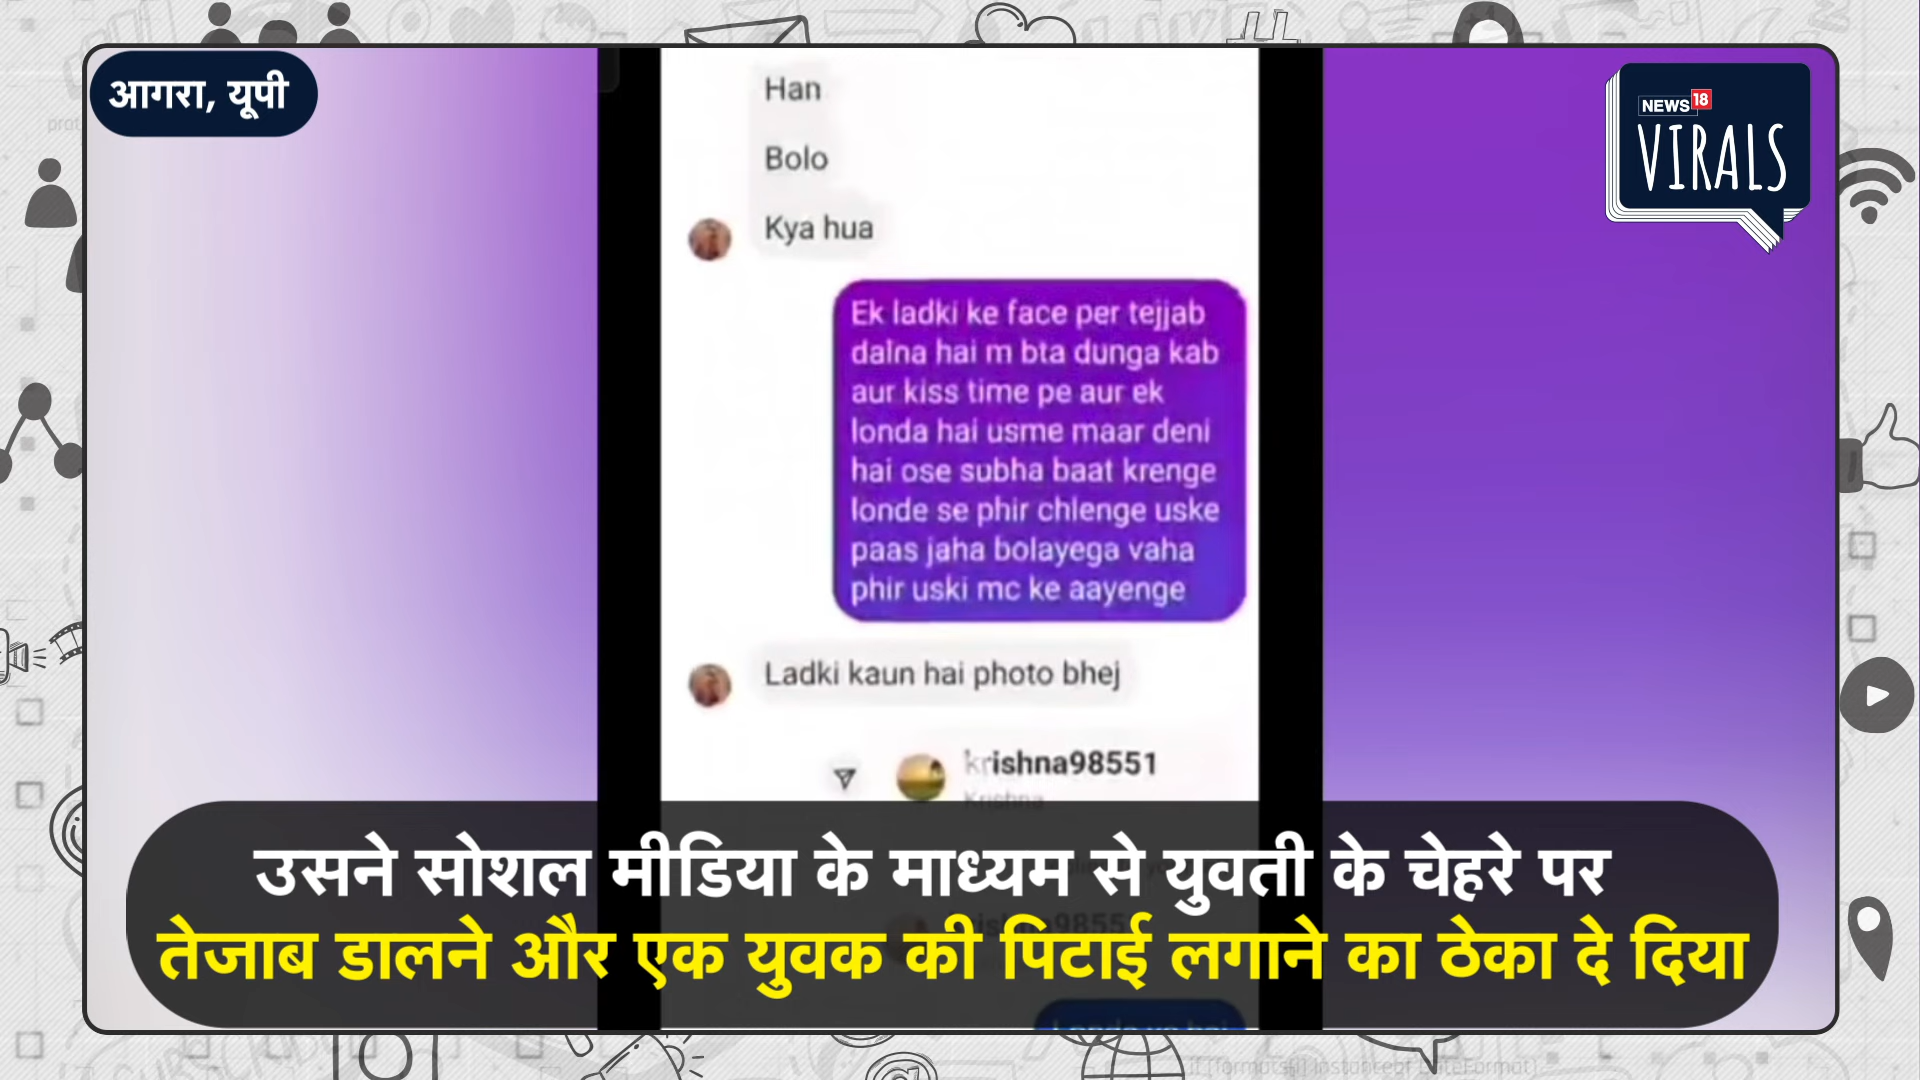 आगरा, यूपी
NEWS 18
VIRALS
Han
Bolo
Kya hua
Ek ladki ke face per tejjab
dalna hai m bta dunga kab
aur kiss time pe aur ek
londa hai usme maar deni
hai ose subha baat krenge
londe se phir chlenge uske
paas jaha bolayega vaha
phir uski mc ke aayenge
Ladki kaun hai photo bhej
krishna98551
Krishna
उसने सोशल मीडिया के माध्यम से युवती के चेहरे पर
तेजाब डालने और एक युवक की पिटाई लगाने का ठेका दे दिया